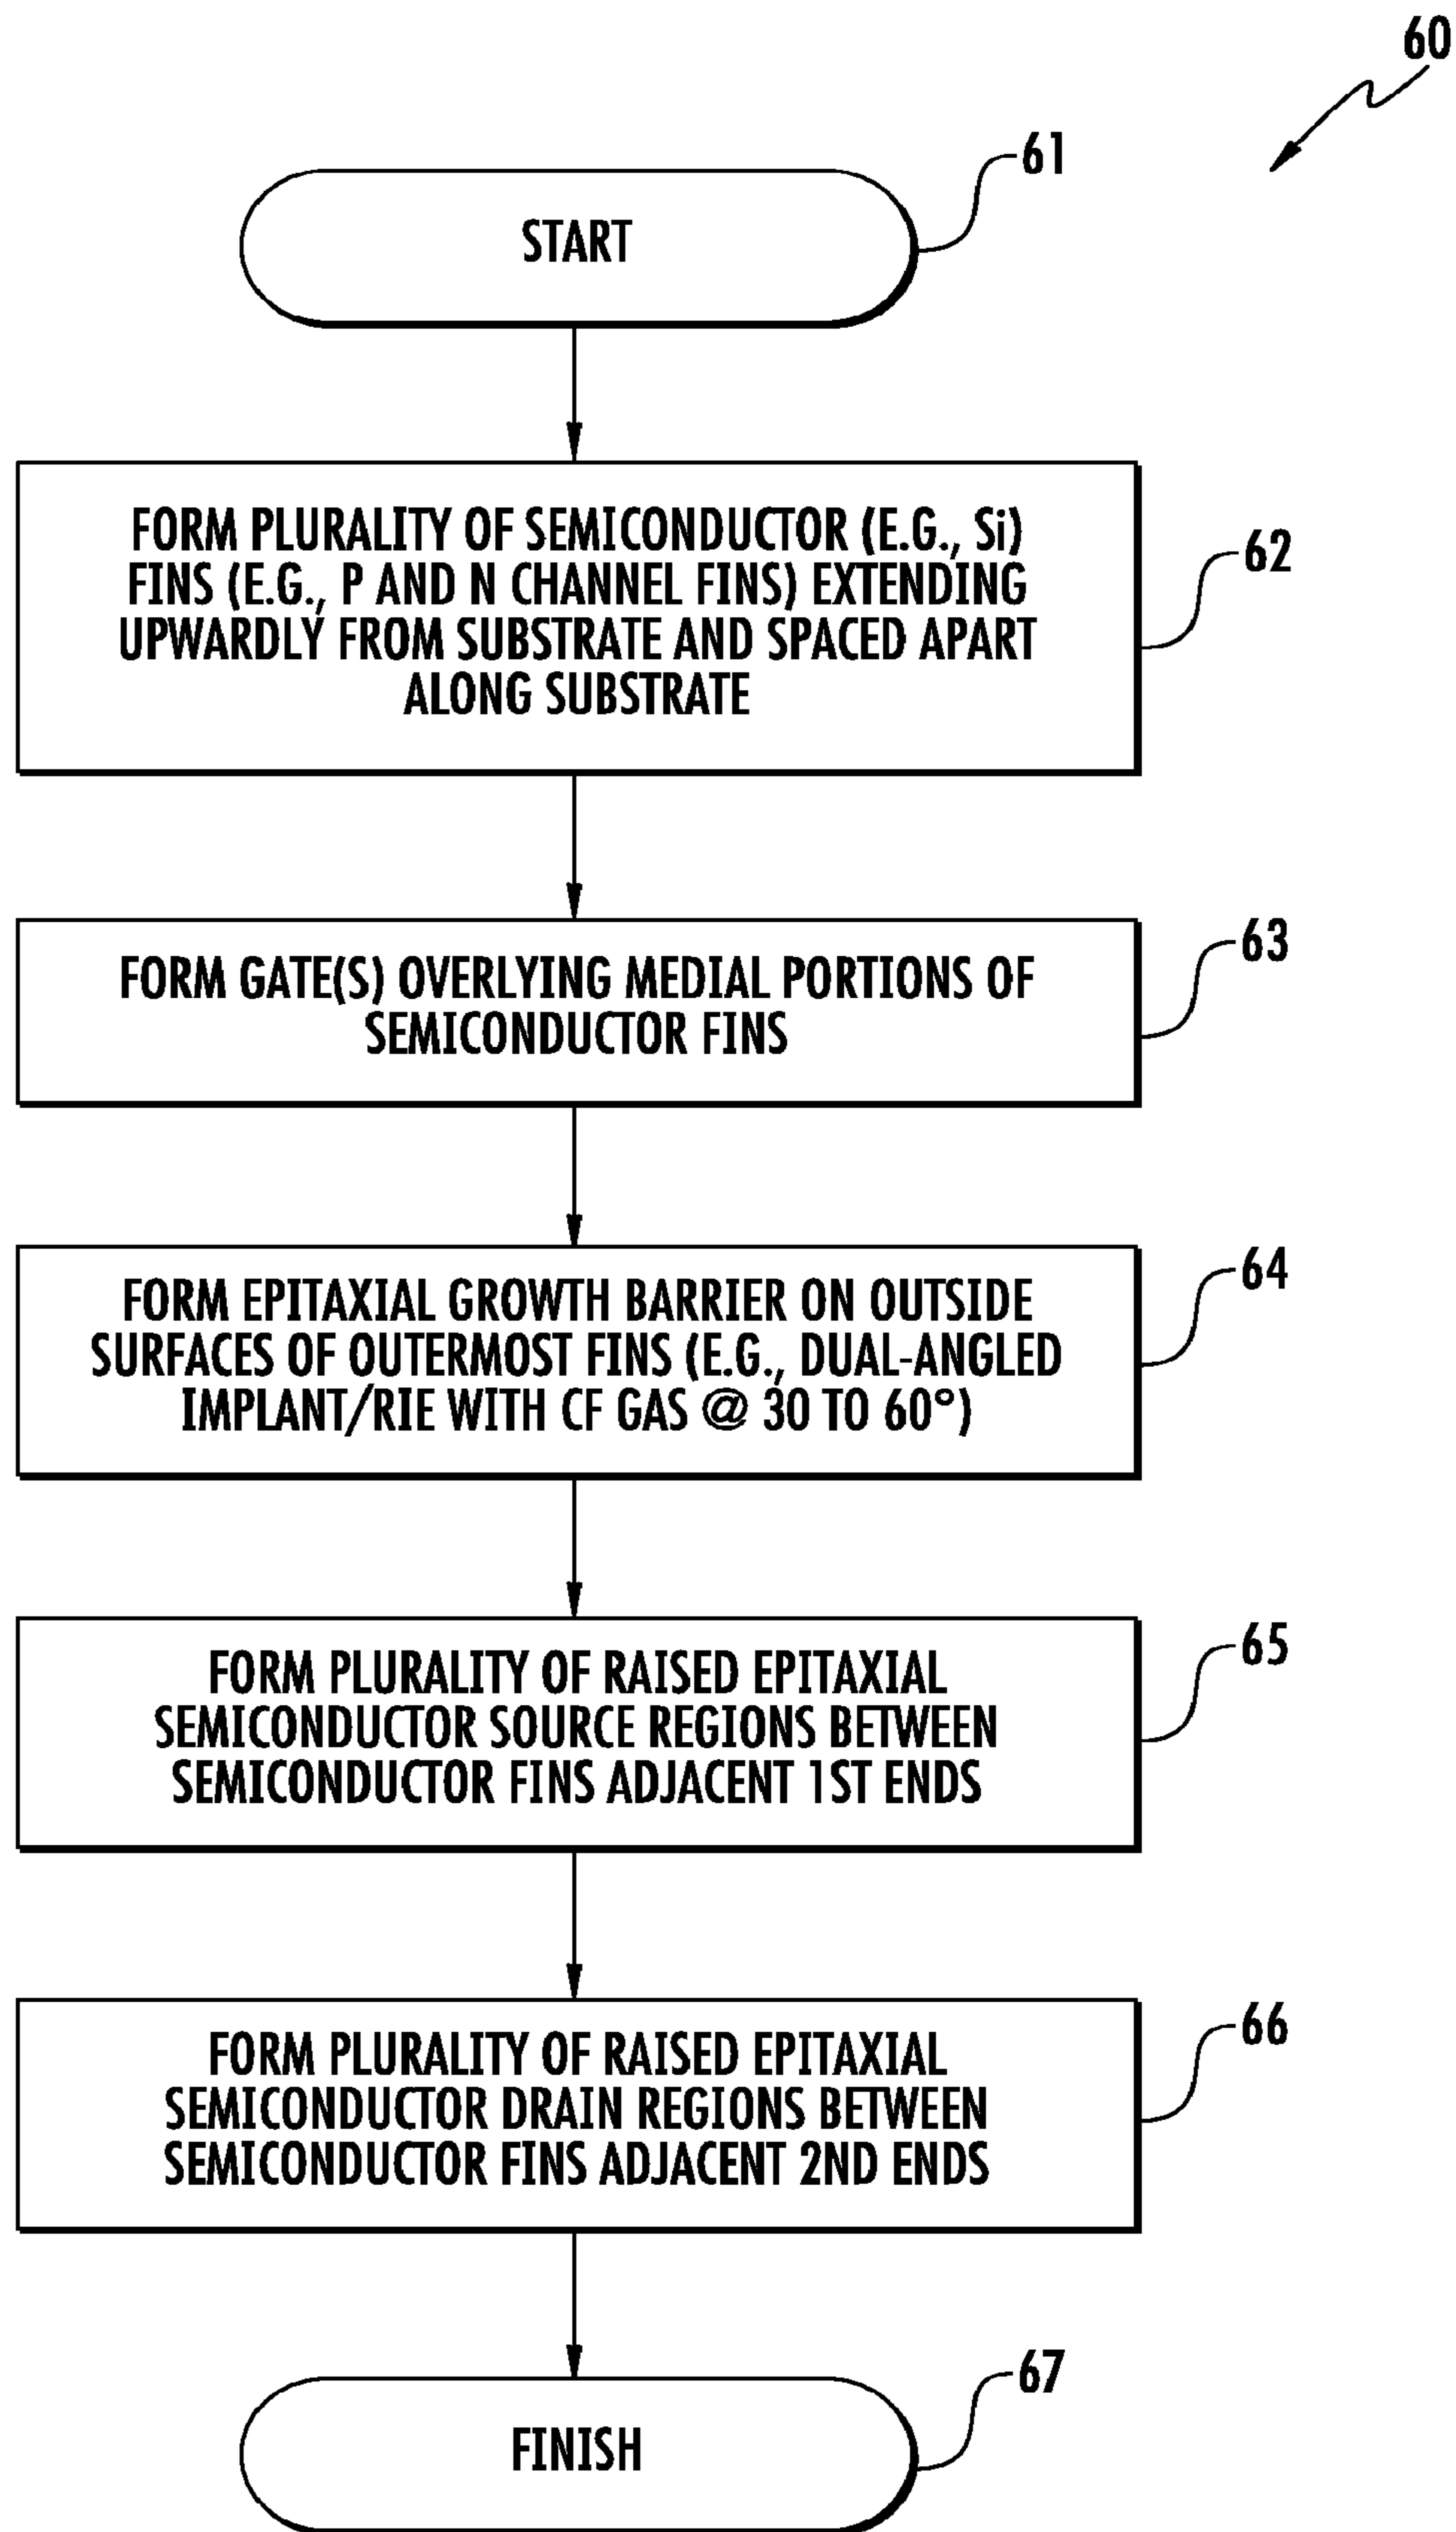 60
61
START
FORM PLURALITY OF SEMICONDUCTOR (E.G., Si)
FINS (E.G., P AND N CHANNEL FINS) EXTENDING
UPWARDLY FROM SUBSTRATE AND SPACED APART
ALONG SUBSTRATE
62
FORM GATE(S) OVERLYING MEDIAL PORTIONS OF
SEMICONDUCTOR FINS
63
FORM EPITAXIAL GROWTH BARRIER ON OUTSIDE
SURFACES OF OUTERMOST FINS (E.G., DUAL-ANGLED
IMPLANT/RIE WITH CF GAS @ 30 TO 60°)
64
FORM PLURALITY OF RAISED EPITAXIAL
SEMICONDUCTOR SOURCE REGIONS BETWEEN
SEMICONDUCTOR FINS ADJACENT 1ST ENDS
65
FORM PLURALITY OF RAISED EPITAXIAL
SEMICONDUCTOR DRAIN REGIONS BETWEEN
SEMICONDUCTOR FINS ADJACENT 2ND ENDS
66
67
FINISH